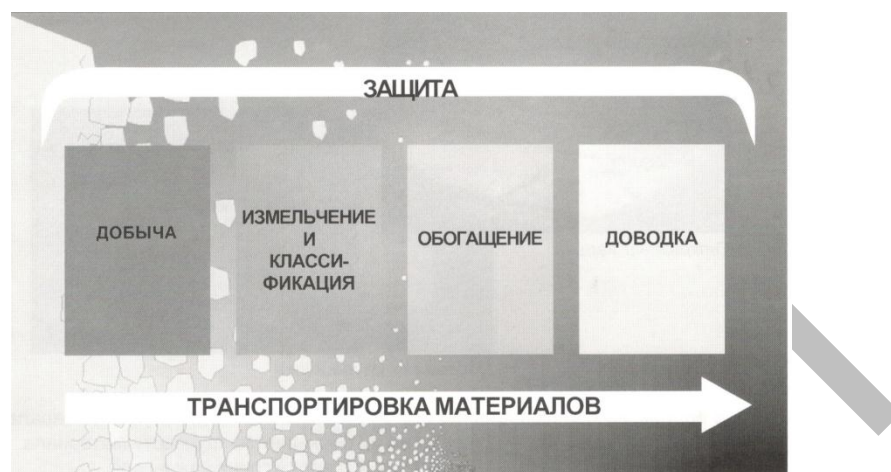 ЗАЩИТА
ДОБЫЧА
ИЗМЕЛЬЧЕНИЕ
И
КЛАССИ-
ФИКАЦИЯ
ОБОГАЩЕНИЕ
ДОВОДКА
ТРАНСПОРТИРОВКА МАТЕРИАЛОВ